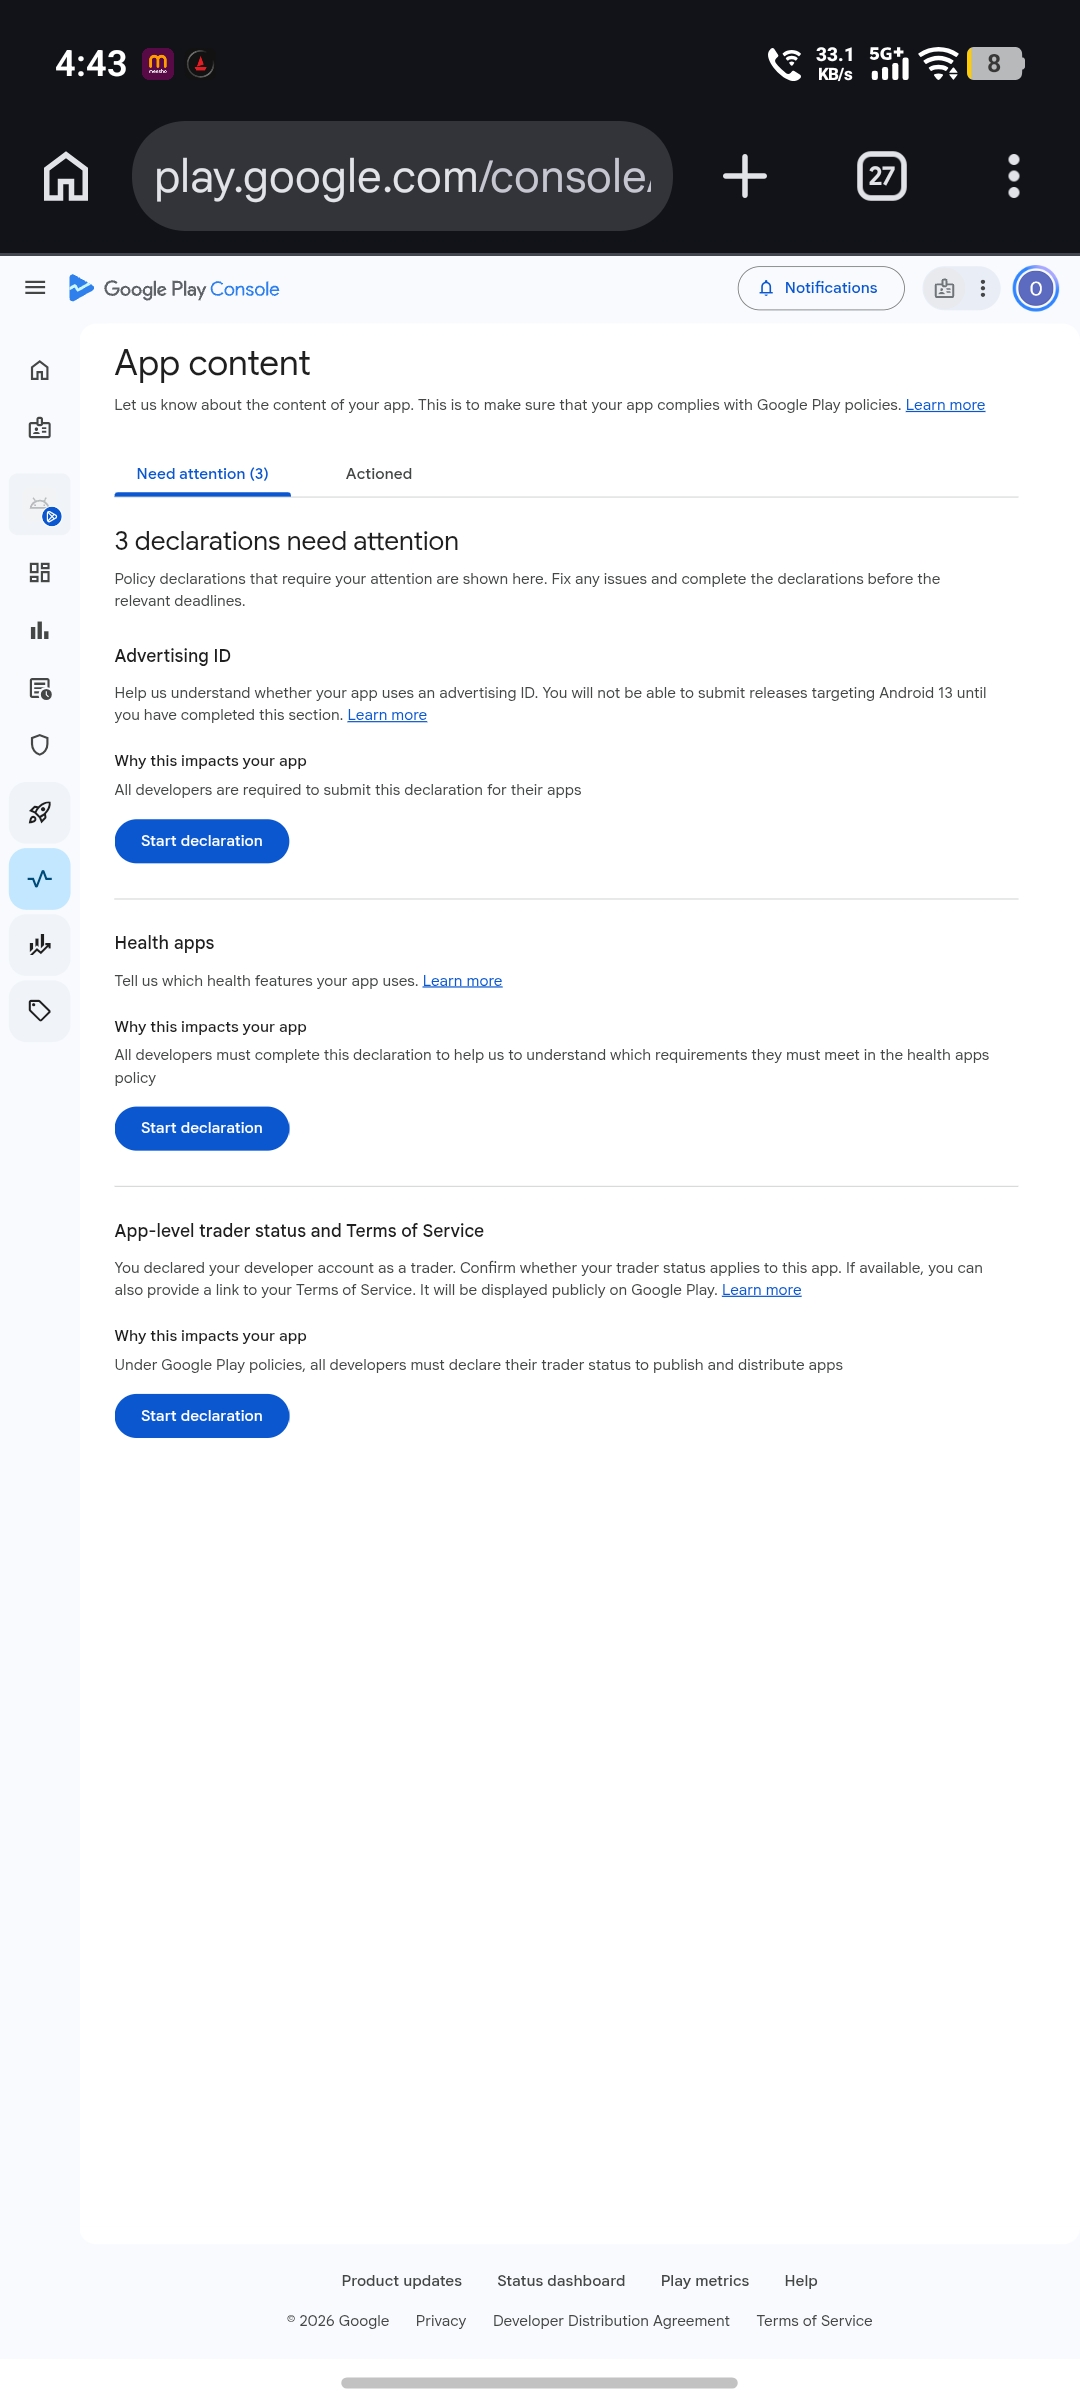 4:43
33.1
KB/s
5G+
8
play.google.com/console/
27
Google Play Console
Notifications
O
App content
Let us know about the content of your app. This is to make sure that your app complies with Google Play policies. Learn more
Need attention (3)
Actioned
3 declarations need attention
Policy declarations that require your attention are shown here. Fix any issues and complete the declarations before the
relevant deadlines.
Advertising ID
Help us understand whether your app uses an advertising ID. You will not be able to submit releases targeting Android 13 until
you have completed this section. Learn more
Why this impacts your app
All developers are required to submit this declaration for their apps
Start declaration
Health apps
Tell us which health features your app uses. Learn more
Why this impacts your app
All developers must complete this declaration to help us to understand which requirements they must meet in the health apps
policy
Start declaration
App-level trader status and Terms of Service
You declared your developer account as a trader. Confirm whether your trader status applies to this app. If available, you can
also provide a link to your Terms of Service. It will be displayed publicly on Google Play. Learn more
Why this impacts your app
Under Google Play policies, all developers must declare their trader status to publish and distribute apps
Start declaration
Product updates
Status dashboard
Play metrics
Help
© 2026 Google
Privacy
Developer Distribution Agreement
Terms of Service